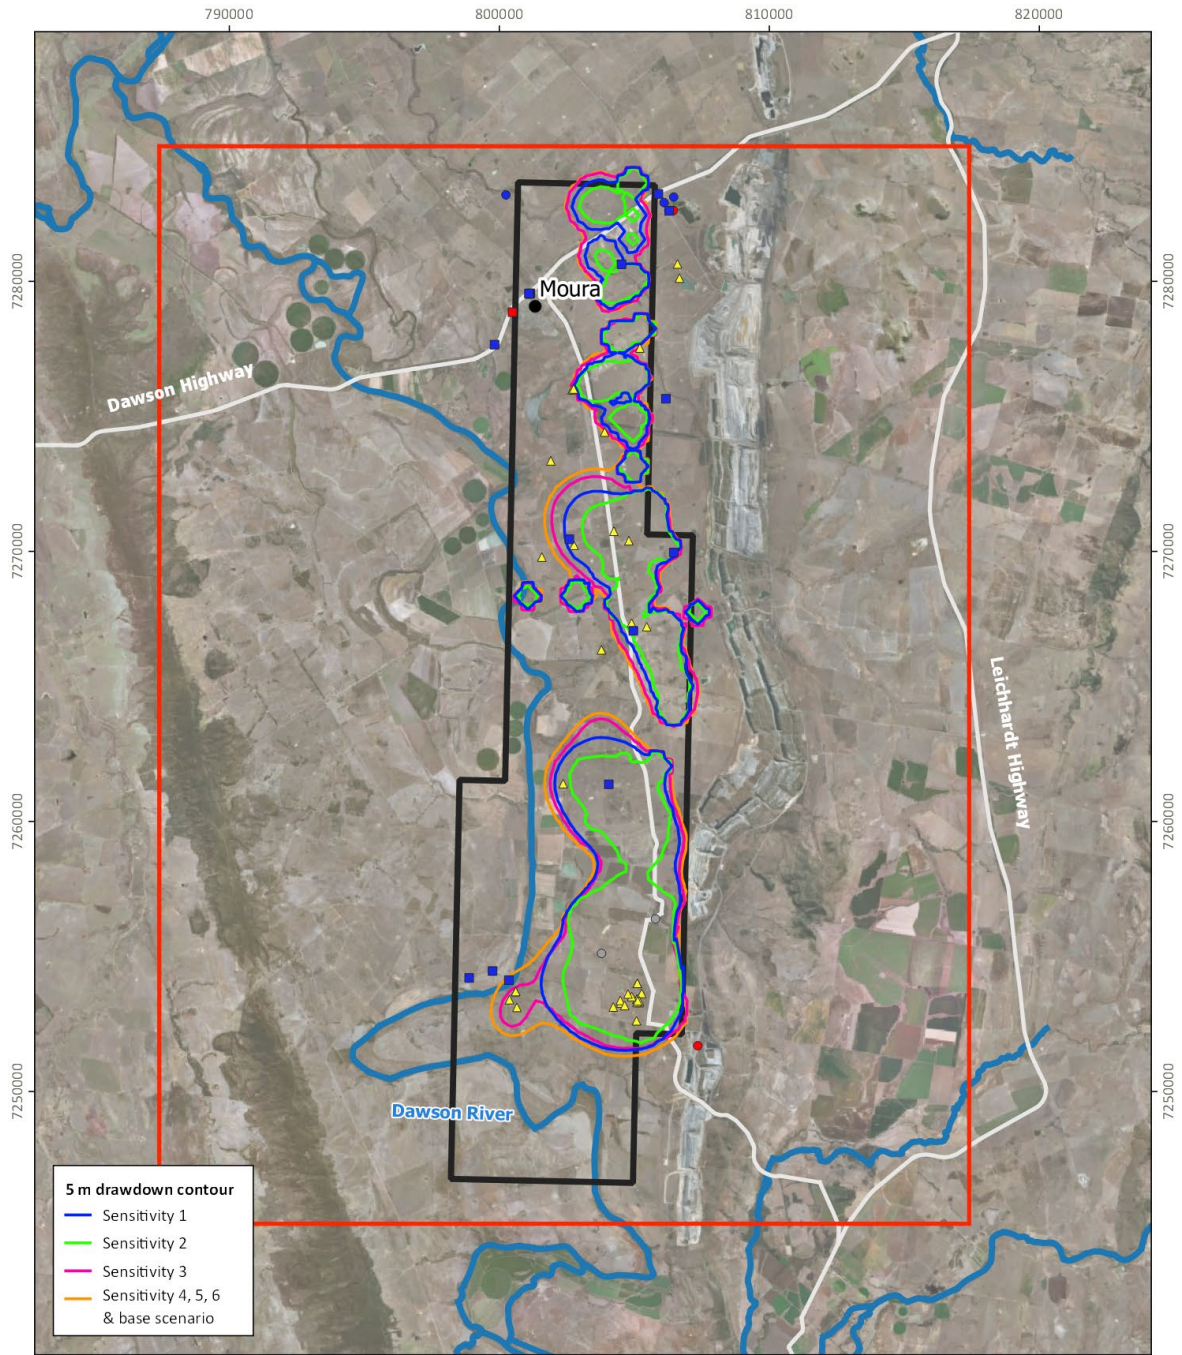 790000
800000
810000
820000
7280000
7280000
Moura
Dawson Highway
7270000
7270000
Leichhardt Highway
7260000
7260000
7250000
7250000
Dawson River
5 m drawdown contour
Sensitivity 1
Sensitivity 2
Sensitivity 3
Sensitivity 4, 5, 6
& base scenario